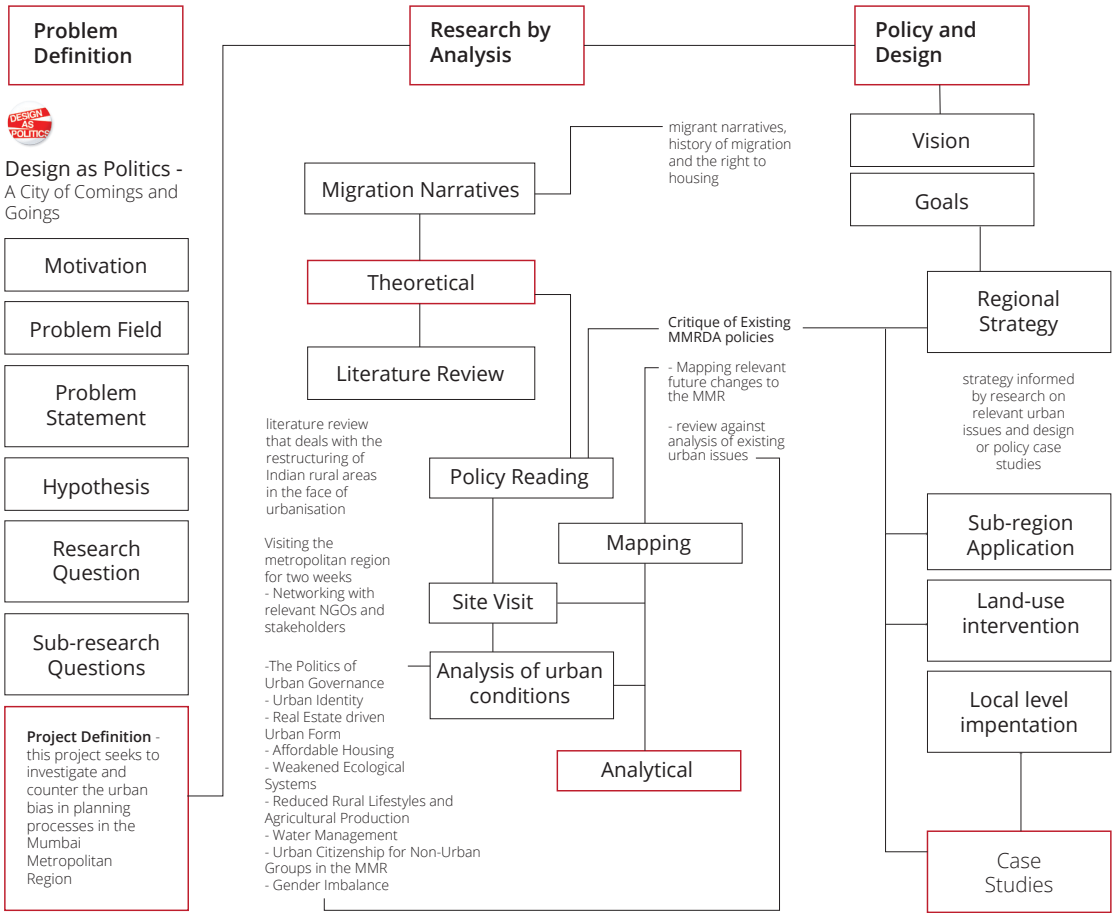 Problem
Definition
DESIGN
AS
POLITICS
Design as Politics -
A City of Comings and
Goings
Motivation
Problem Field
Problem
Statement
Hypothesis
Research
Question
Sub-research
Questions
Project Definition -
this project seeks to
investigate and
counter the urban
bias in planning
processes in the
Mumbai
Metropolitan
Region
Research by
Analysis
migrant narratives,
history of migration
and the right to
housing
Migration Narratives
Theoretical
Literature Review
Critique of Existing
MMRDA policies
- Mapping relevant
future changes to
the MMR
- review against
analysis of existing
urban issues
literature review
that deals with the
restructuring of
Indian rural areas
in the face of
urbanisation
Policy Reading
Mapping
Visiting the
metropolitan region
for two weeks
- Networking with
relevant NGOs and
stakeholders
Site Visit
Analysis of urban
conditions
-The Politics of
Urban Governance
- Urban Identity
- Real Estate driven
Urban Form
- Affordable Housing
- Weakened Ecological
Systems
- Reduced Rural Lifestyles and
Agricultural Production
- Water Management
- Urban Citizenship for Non-Urban
Groups in the MMR
- Gender Imbalance
Analytical
Policy and
Design
Vision
Goals
Regional
Strategy
strategy informed
by research on
relevant urban
issues and design
or policy case
studies
Sub-region
Application
Land-use
intervention
Local level
impentation
Case
Studies